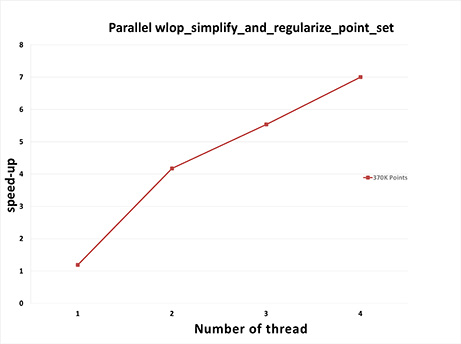 Parallel wlop_simplify_and_regularize_point_set
8
7
6
5
4
3
2
1
0
speed-up
370K Points
1 2 3 4
Number of thread